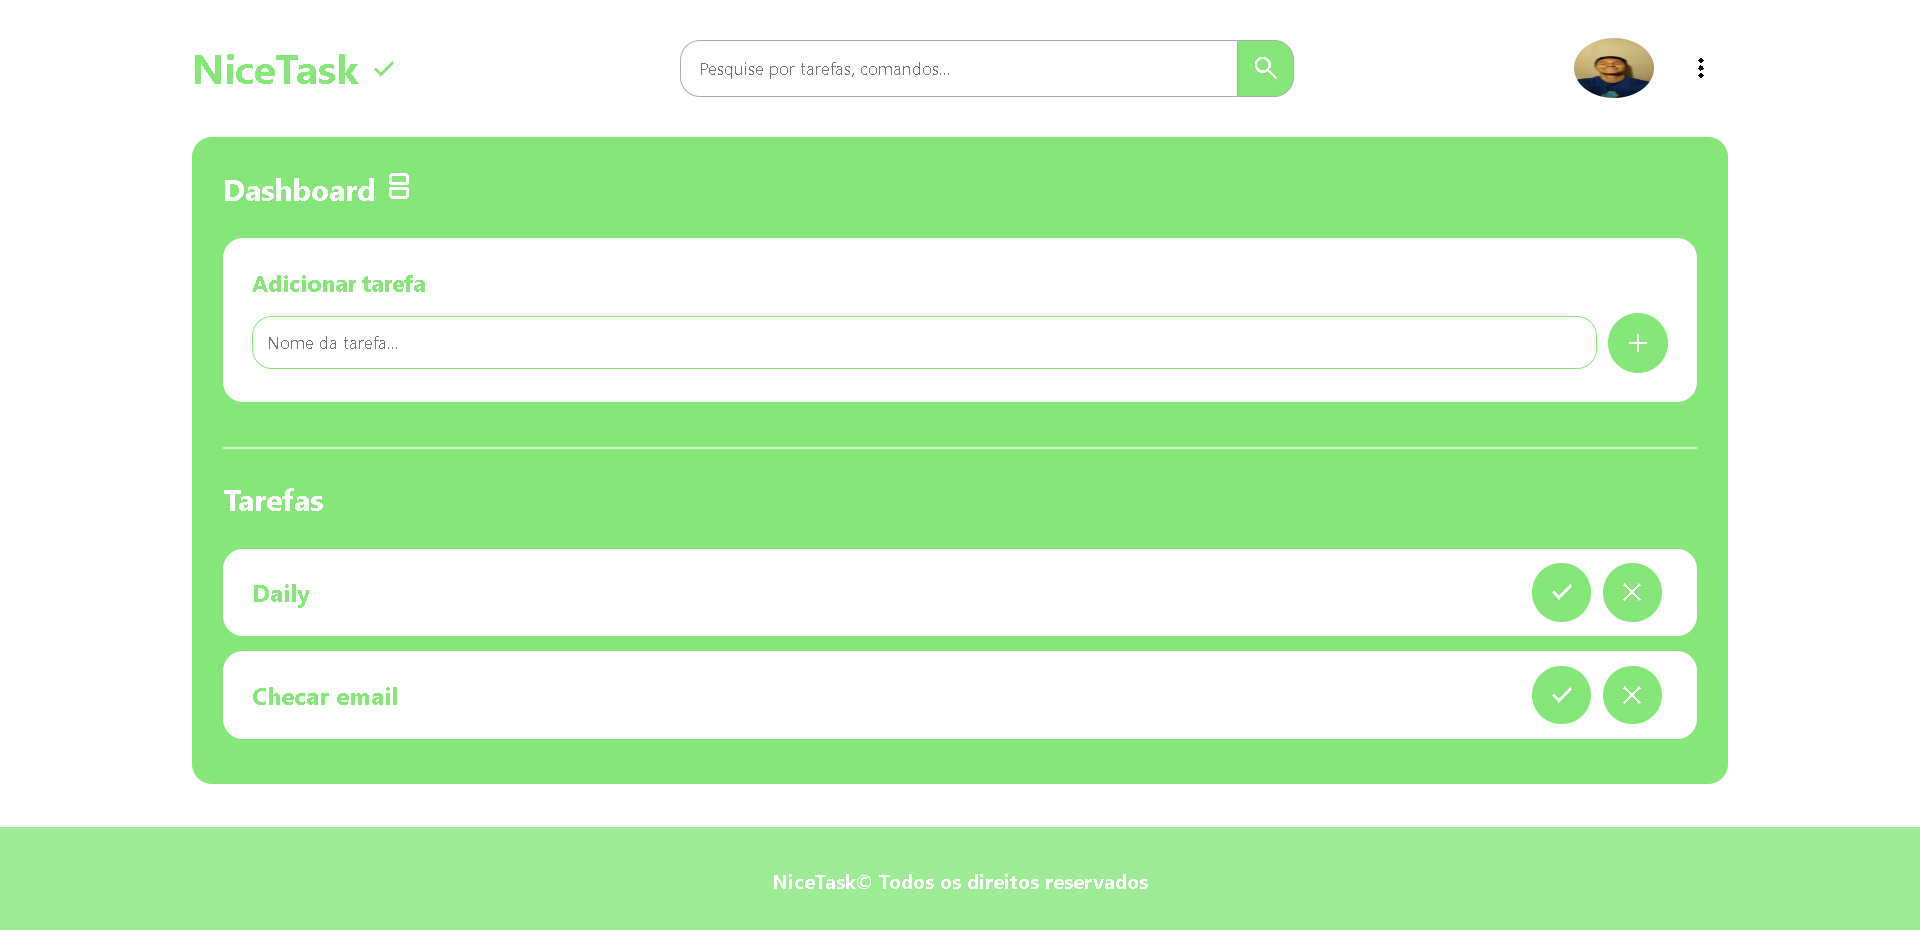 NiceTask
Pesquise por tarefas, comandos...
Dashboard
Adicionar tarefa
Nome da tarefa...
Tarefas
Daily
Checar email
NiceTask© Todos os direitos reservados